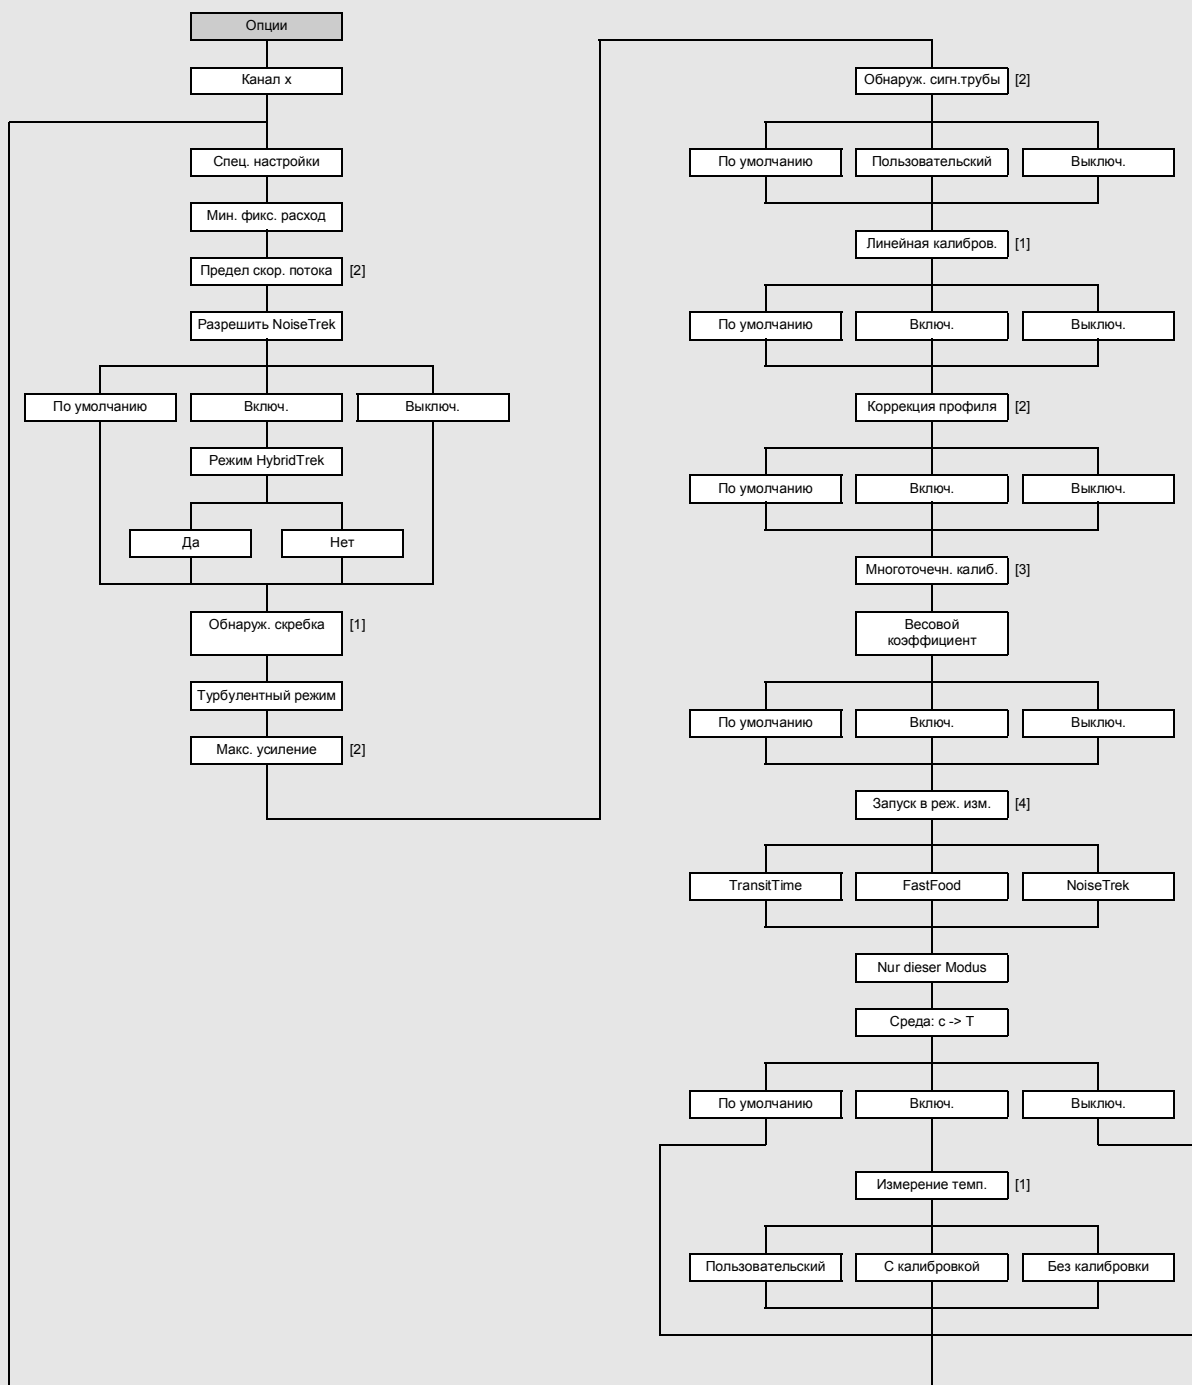 Опции
Канал x
Спец. настройки
Мин. фикс. расход
Предел скор. потока [2]
Разрешить NoiseTrek
По умолчанию
Включ.
Выключ.
Режим HybridTrek
Да
Нет
Обнаруж. скребка [1]
Турбулентный режим
Макс. усиление [2]
Обнаруж. сигн.трубы [2]
По умолчанию
Пользовательский
Выключ.
Линейная калибров. [1]
По умолчанию
Включ.
Выключ.
Коррекция профиля [2]
По умолчанию
Включ.
Выключ.
Многоточечн. калиб. [3]
Весовой
коэффициент
По умолчанию
Включ.
Выключ.
Запуск в реж. изм. [4]
TransitTime
FastFood
NoiseTrek
Nur dieser Modus
Среда: c -> T
По умолчанию
Включ.
Выключ.
Измерение темп. [1]
Пользовательский
С калибровкой
Без калибровки